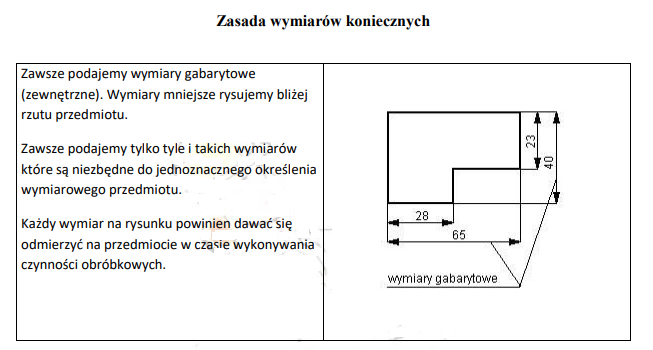 Zasada wymiarów koniecznych
Zawsze podajemy wymiary gabarytowe
(zewnętrzne). Wymiary mniejsze rysujemy bliżej
rzutu przedmiotu.
Zawsze podajemy tylko tyle i takich wymiarów
które są niezbędne do jednoznacznego określenia
wymiarowego przedmiotu.
Każdy wymiar na rysunku powinien dawać się
odmierzyć na przedmiocie w czasie wykonywania
czynności obróbkowych.
23
40
28
65
wymiary gabarytowe